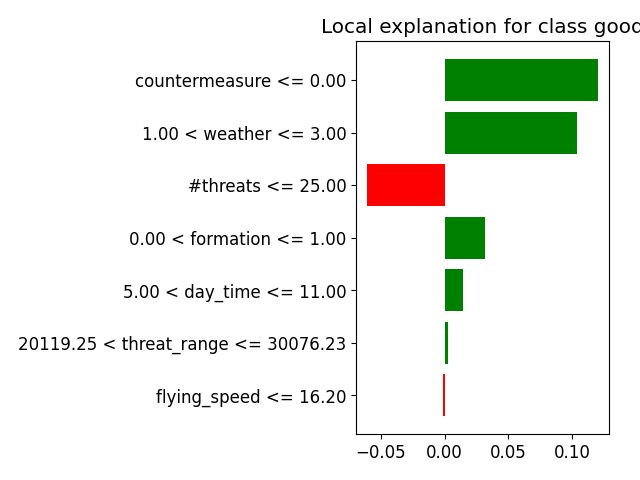 Local explanation for class good
countermeasure <= 0.00
1.00 < weather <= 3.00
#threats <= 25.00
0.00 < formation <= 1.00
5.00 < day_time <= 11.00
20119.25 < threat_range <= 30076.23
flying_speed <= 16.20
−0.05 0.00 0.05 0.10